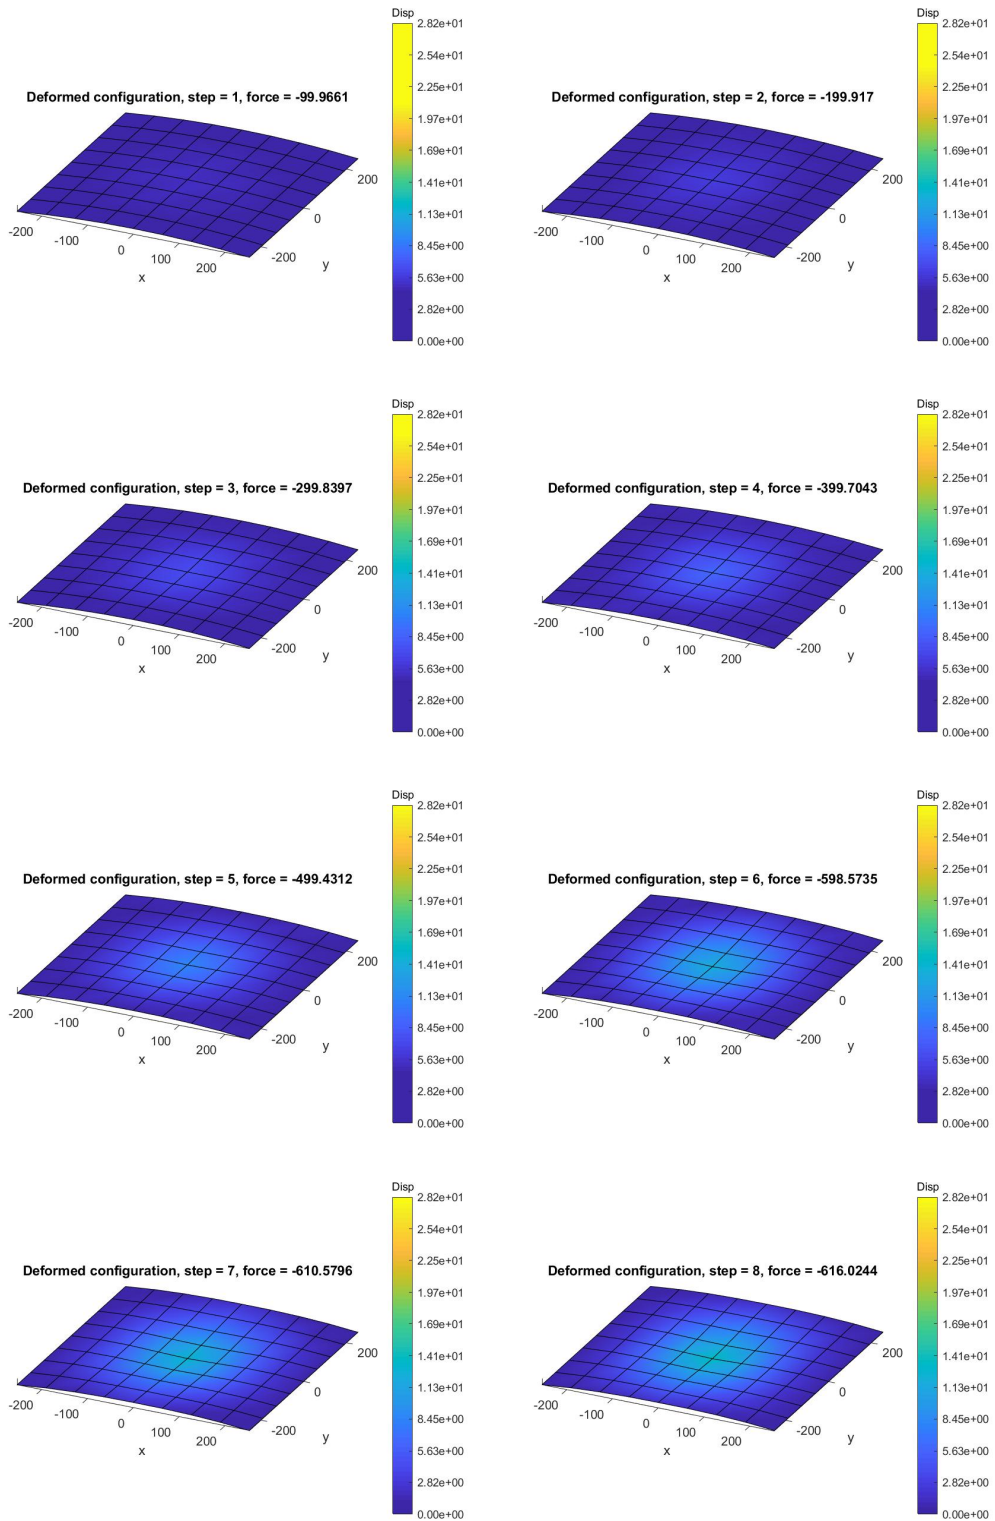 Disp
2.82e+01
2.54e+01
2.25e+01
1.97e+01
1.69e+01
1.41e+01
1.13e+01
8.45e+00
5.63e+00
2.82e+00
0.00e+00
Deformed configuration, step = 1, force = -99.9661
200
0
-200
y
-200
-100
0
100
200
x
Disp
2.82e+01
2.54e+01
2.25e+01
1.97e+01
1.69e+01
1.41e+01
1.13e+01
8.45e+00
5.63e+00
2.82e+00
0.00e+00
Deformed configuration, step = 2, force = -199.917
200
0
-200
y
-200
-100
0
100
200
x
Disp
2.82e+01
2.54e+01
2.25e+01
1.97e+01
1.69e+01
1.41e+01
1.13e+01
8.45e+00
5.63e+00
2.82e+00
0.00e+00
Deformed configuration, step = 3, force = -299.8397
200
0
-200
y
-200
-100
0
100
200
x
Disp
2.82e+01
2.54e+01
2.25e+01
1.97e+01
1.69e+01
1.41e+01
1.13e+01
8.45e+00
5.63e+00
2.82e+00
0.00e+00
Deformed configuration, step = 4, force = -399.7043
200
0
-200
y
-200
-100
0
100
200
x
Disp
2.82e+01
2.54e+01
2.25e+01
1.97e+01
1.69e+01
1.41e+01
1.13e+01
8.45e+00
5.63e+00
2.82e+00
0.00e+00
Deformed configuration, step = 5, force = -499.4312
200
0
-200
y
-200
-100
0
100
200
x
Disp
2.82e+01
2.54e+01
2.25e+01
1.97e+01
1.69e+01
1.41e+01
1.13e+01
8.45e+00
5.63e+00
2.82e+00
0.00e+00
Deformed configuration, step = 6, force = -598.5735
200
0
-200
y
-200
-100
0
100
200
x
Disp
2.82e+01
2.54e+01
2.25e+01
1.97e+01
1.69e+01
1.41e+01
1.13e+01
8.45e+00
5.63e+00
2.82e+00
0.00e+00
Deformed configuration, step = 7, force = -610.5796
200
0
-200
y
-200
-100
0
100
200
x
Disp
2.82e+01
2.54e+01
2.25e+01
1.97e+01
1.69e+01
1.41e+01
1.13e+01
8.45e+00
5.63e+00
2.82e+00
0.00e+00
Deformed configuration, step = 8, force = -616.0244
200
0
-200
y
-200
-100
0
100
200
x